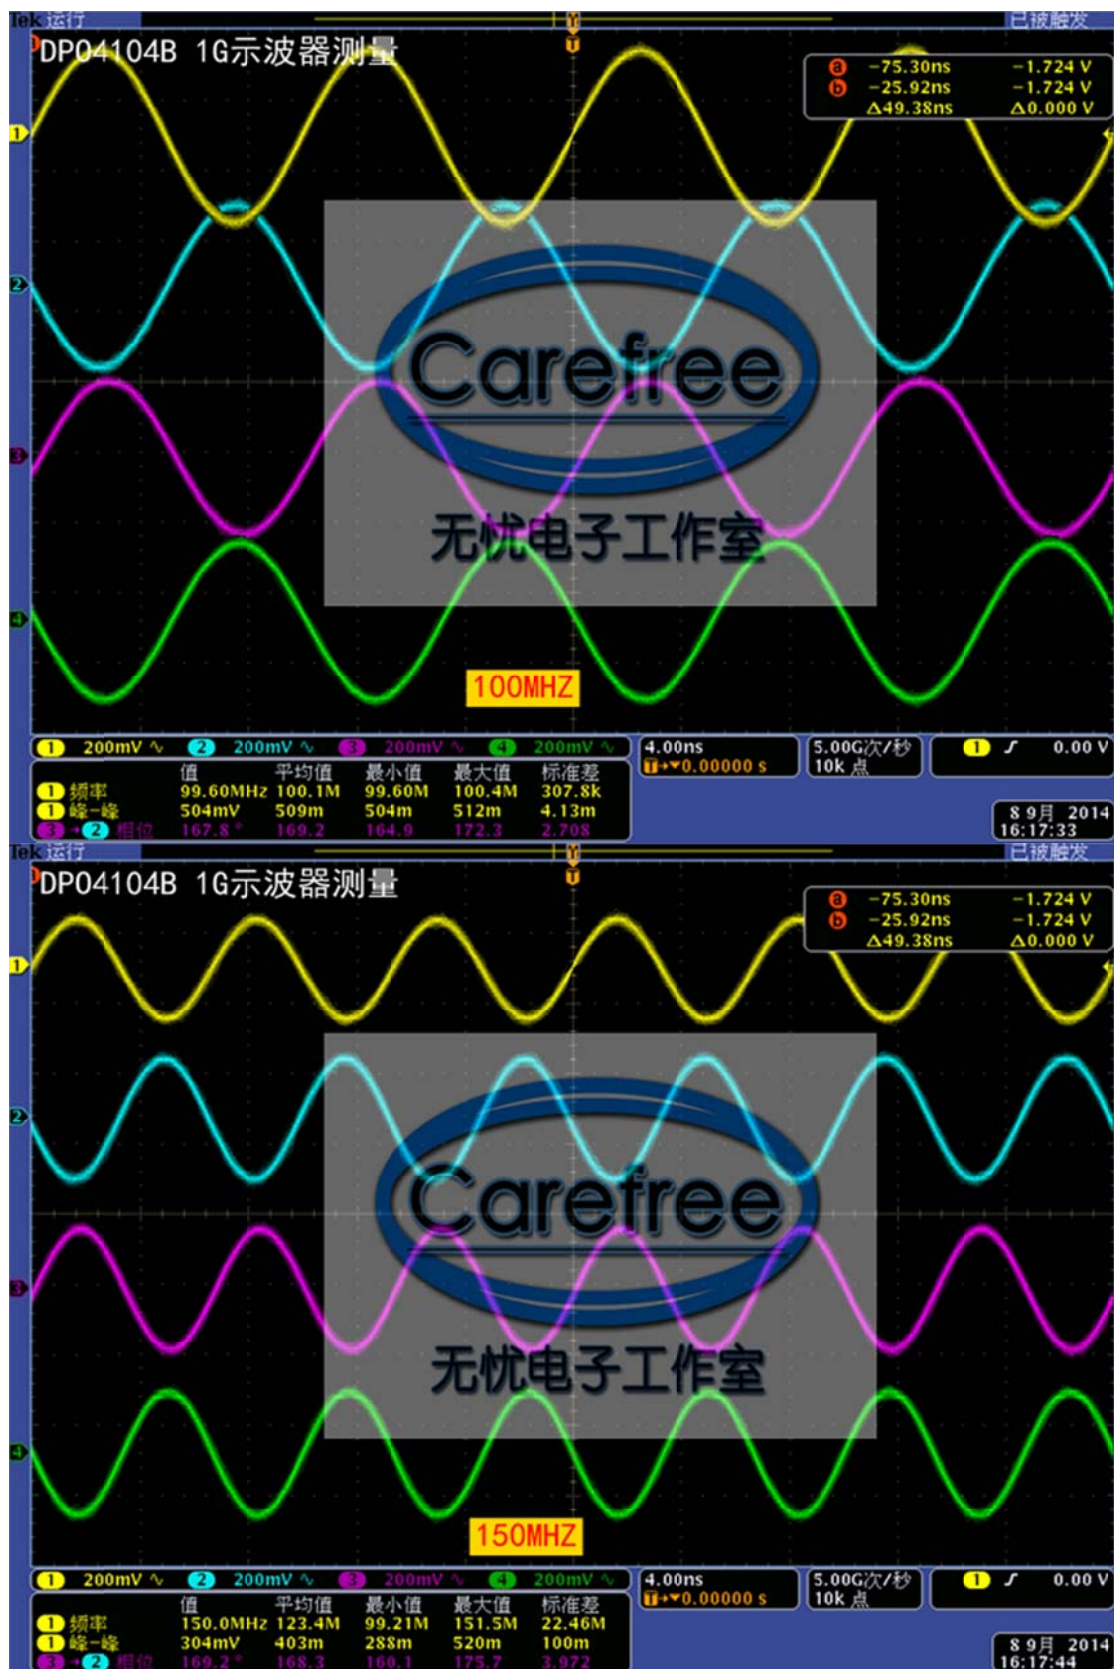 Tek 运行 已被触发
DPO4104B 1G示波器测量
a -75.30ns -1.724 V
b -25.92ns -1.724 V
Δ49.38ns Δ0.000 V
1
2
Carefree
3
无忧电子工作室
4
100MHZ
1 200mV 2 200mV 3 200mV 4 200mV 4.00ns 5.00G次/秒 1 0.00 V
T→▼0.00000 s 10k 点
值 平均值 最小值 最大值 标准差
1 频率 99.60MHz 100.1M 99.60M 100.4M 307.8k
1 峰-峰 504mV 509m 504m 512m 4.13m 8 9月 2014
3→2 相位 167.8° 169.2 164.9 172.3 2.708 16:17:33
Tek 运行 已被触发
DPO4104B 1G示波器测量
a -75.30ns -1.724 V
b -25.92ns -1.724 V
Δ49.38ns Δ0.000 V
1
2
Carefree
3
无忧电子工作室
4
150MHZ
1 200mV 2 200mV 3 200mV 4 200mV 4.00ns 5.00G次/秒 1 0.00 V
T→▼0.00000 s 10k 点
值 平均值 最小值 最大值 标准差
1 频率 150.0MHz 123.4M 99.21M 151.5M 22.46M
1 峰-峰 304mV 403m 288m 520m 100m 8 9月 2014
3→2 相位 169.2° 168.3 160.1 175.7 3.972 16:17:44